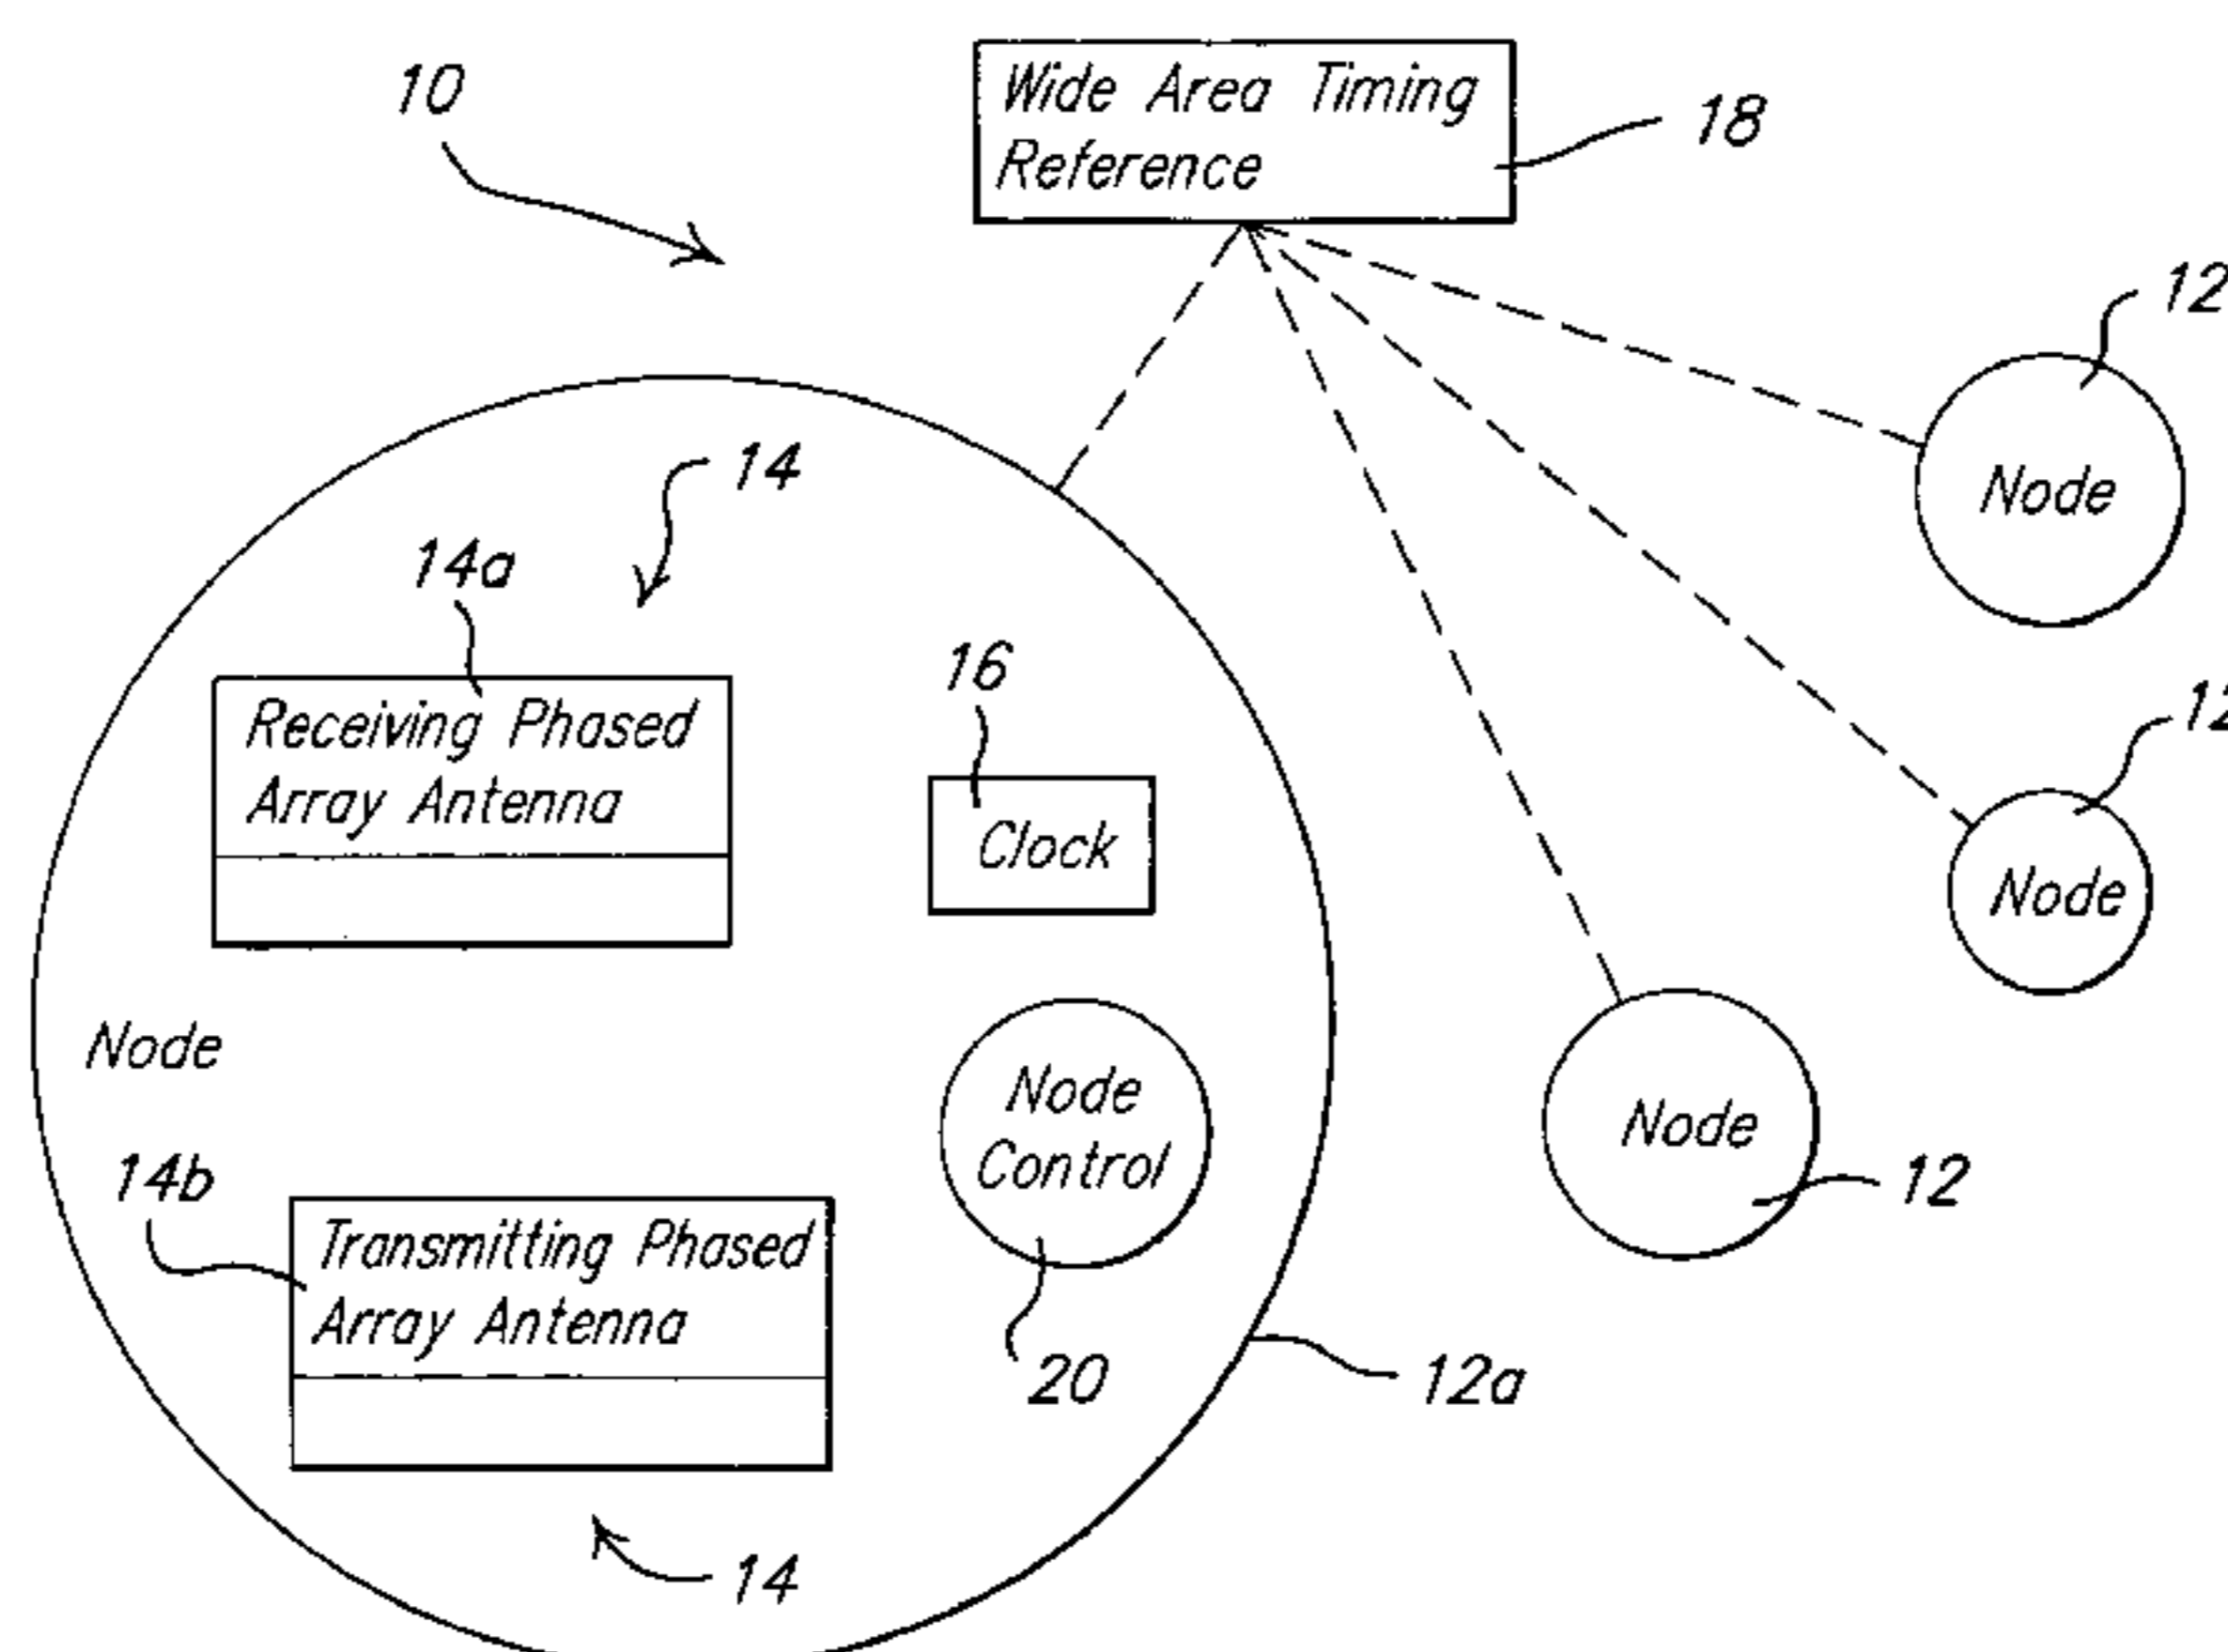 10
Wide Area Timing
Reference
18
12
Node
12
Node
12
Node
14
14a
Receiving Phased
Array Antenna
16
Clock
Node
Node
Control
20
14b
Transmitting Phased
Array Antenna
14
12a